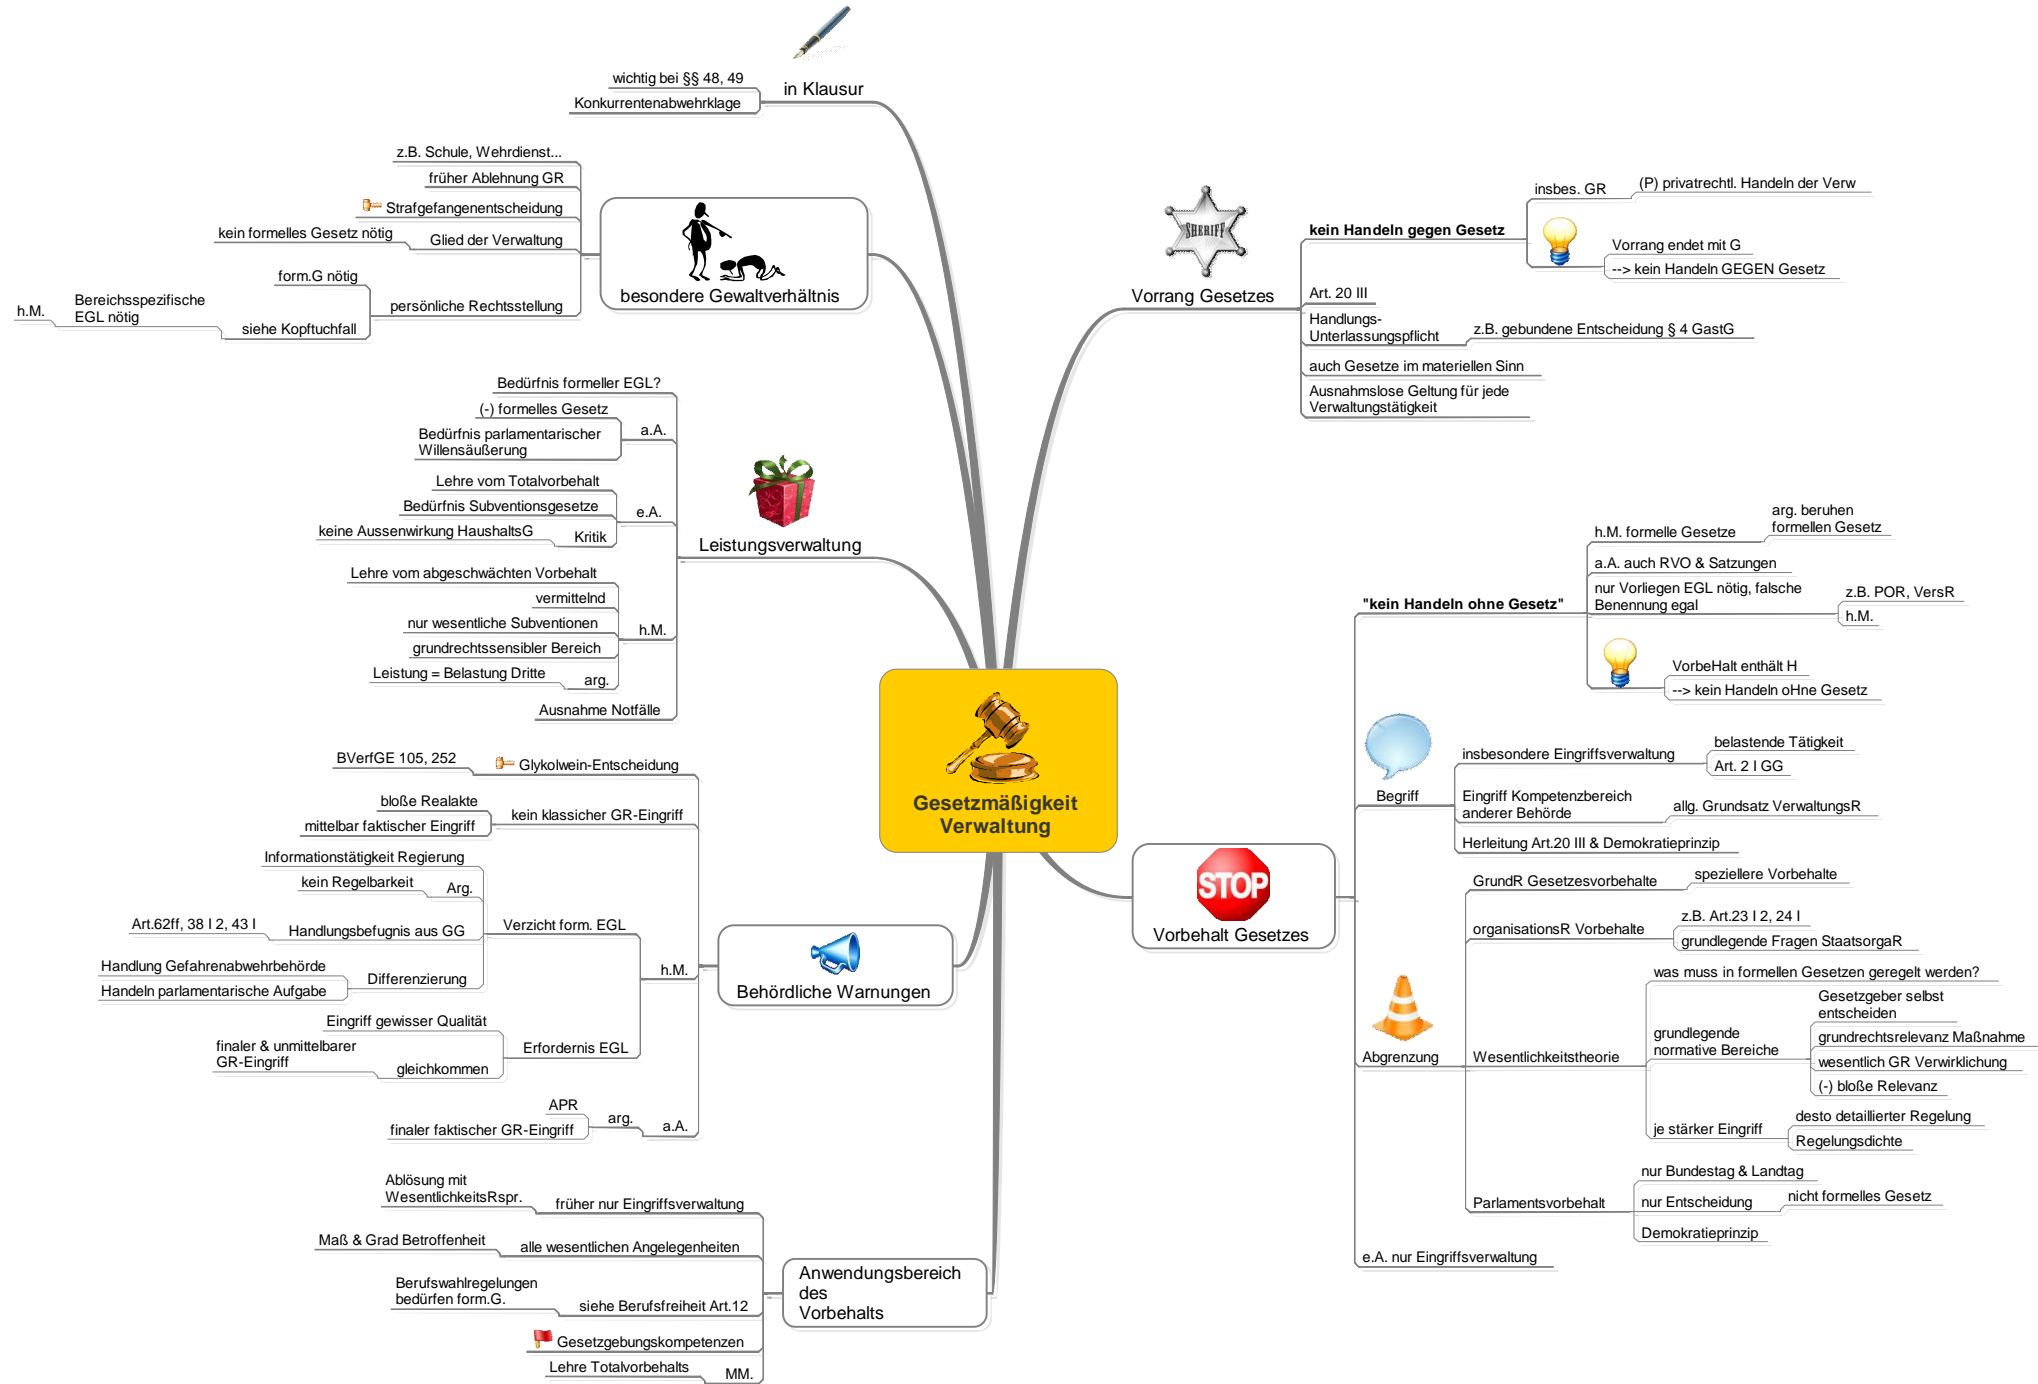 Gesetzmäßigkeit
Verwaltung
in Klausur
wichtig bei §§ 48, 49
Konkurrentenabwehrklage
besondere Gewaltverhältnis
z.B. Schule, Wehrdienst...
früher Ablehnung GR
Strafgefangenentscheidung
Glied der Verwaltung
kein formelles Gesetz nötig
persönliche Rechtsstellung
form.G nötig
siehe Kopftuchfall
Bereichsspezifische
EGL nötig
h.M.
Leistungsverwaltung
Bedürfnis formeller EGL?
a.A.
(-) formelles Gesetz
Bedürfnis parlamentarischer
Willensäußerung
e.A.
Lehre vom Totalvorbehalt
Bedürfnis Subventionsgesetze
Kritik
keine Aussenwirkung HaushaltsG
h.M.
Lehre vom abgeschwächten Vorbehalt
vermittelnd
nur wesentliche Subventionen
grundrechtssensibler Bereich
arg.
Leistung = Belastung Dritte
Ausnahme Notfälle
Behördliche Warnungen
Glykolwein-Entscheidung
BVerfGE 105, 252
kein klassicher GR-Eingriff
bloße Realakte
mittelbar faktischer Eingriff
h.M.
Verzicht form. EGL
Informationstätigkeit Regierung
Arg.
kein Regelbarkeit
Handlungsbefugnis aus GG
Art.62ff, 38 I 2, 43 I
Differenzierung
Handlung Gefahrenabwehrbehörde
Handeln parlamentarische Aufgabe
Erfordernis EGL
Eingriff gewisser Qualität
gleichkommen
finaler & unmittelbarer
GR-Eingriff
a.A.
arg.
APR
finaler faktischer GR-Eingriff
Anwendungsbereich
des
Vorbehalts
früher nur Eingriffsverwaltung
Ablösung mit
WesentlichkeitsRspr.
alle wesentlichen Angelegenheiten
Maß & Grad Betroffenheit
siehe Berufsfreiheit Art.12
Berufswahlregelungen
bedürfen form.G.
Gesetzgebungskompetenzen
MM.
Lehre Totalvorbehalts
SHERIFF
Vorrang Gesetzes
kein Handeln gegen Gesetz
insbes. GR
(P) privatrechtl. Handeln der Verw
Vorrang endet mit G
--> kein Handeln GEGEN Gesetz
Art. 20 III
Handlungs-
Unterlassungspflicht
z.B. gebundene Entscheidung § 4 GastG
auch Gesetze im materiellen Sinn
Ausnahmslose Geltung für jede
Verwaltungstätigkeit
STOP
Vorbehalt Gesetzes
"kein Handeln ohne Gesetz"
h.M. formelle Gesetze
arg. beruhen
formellen Gesetz
a.A. auch RVO & Satzungen
nur Vorliegen EGL nötig, falsche
Benennung egal
z.B. POR, VersR
h.M.
VorbeHalt enthält H
--> kein Handeln oHne Gesetz
Begriff
insbesondere Eingriffsverwaltung
belastende Tätigkeit
Art. 2 I GG
Eingriff Kompetenzbereich
anderer Behörde
allg. Grundsatz VerwaltungsR
Herleitung Art.20 III & Demokratieprinzip
Abgrenzung
GrundR Gesetzesvorbehalte
speziellere Vorbehalte
organisationsR Vorbehalte
z.B. Art.23 I 2, 24 I
grundlegende Fragen StaatsorgaR
Wesentlichkeitstheorie
was muss in formellen Gesetzen geregelt werden?
grundlegende
normative Bereiche
Gesetzgeber selbst
entscheiden
grundrechtsrelevanz Maßnahme
wesentlich GR Verwirklichung
(-) bloße Relevanz
je stärker Eingriff
desto detaillierter Regelung
Regelungsdichte
Parlamentsvorbehalt
nur Bundestag & Landtag
nur Entscheidung
nicht formelles Gesetz
Demokratieprinzip
e.A. nur Eingriffsverwaltung